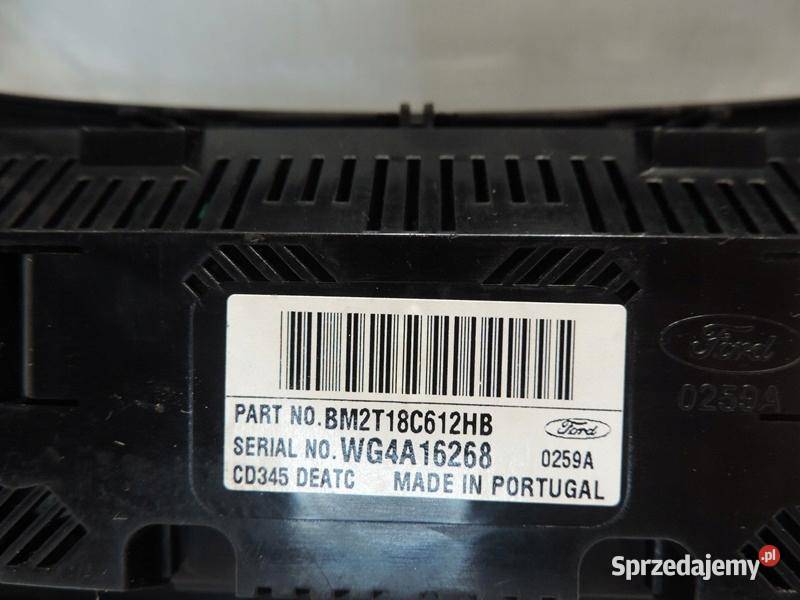 Ford
0259A
PART NO. BM2T18C612HB
Ford
SERIAL NO. WG4A16268
0259A
CD345 DEATC MADE IN PORTUGAL
Sprzedajemy.pl